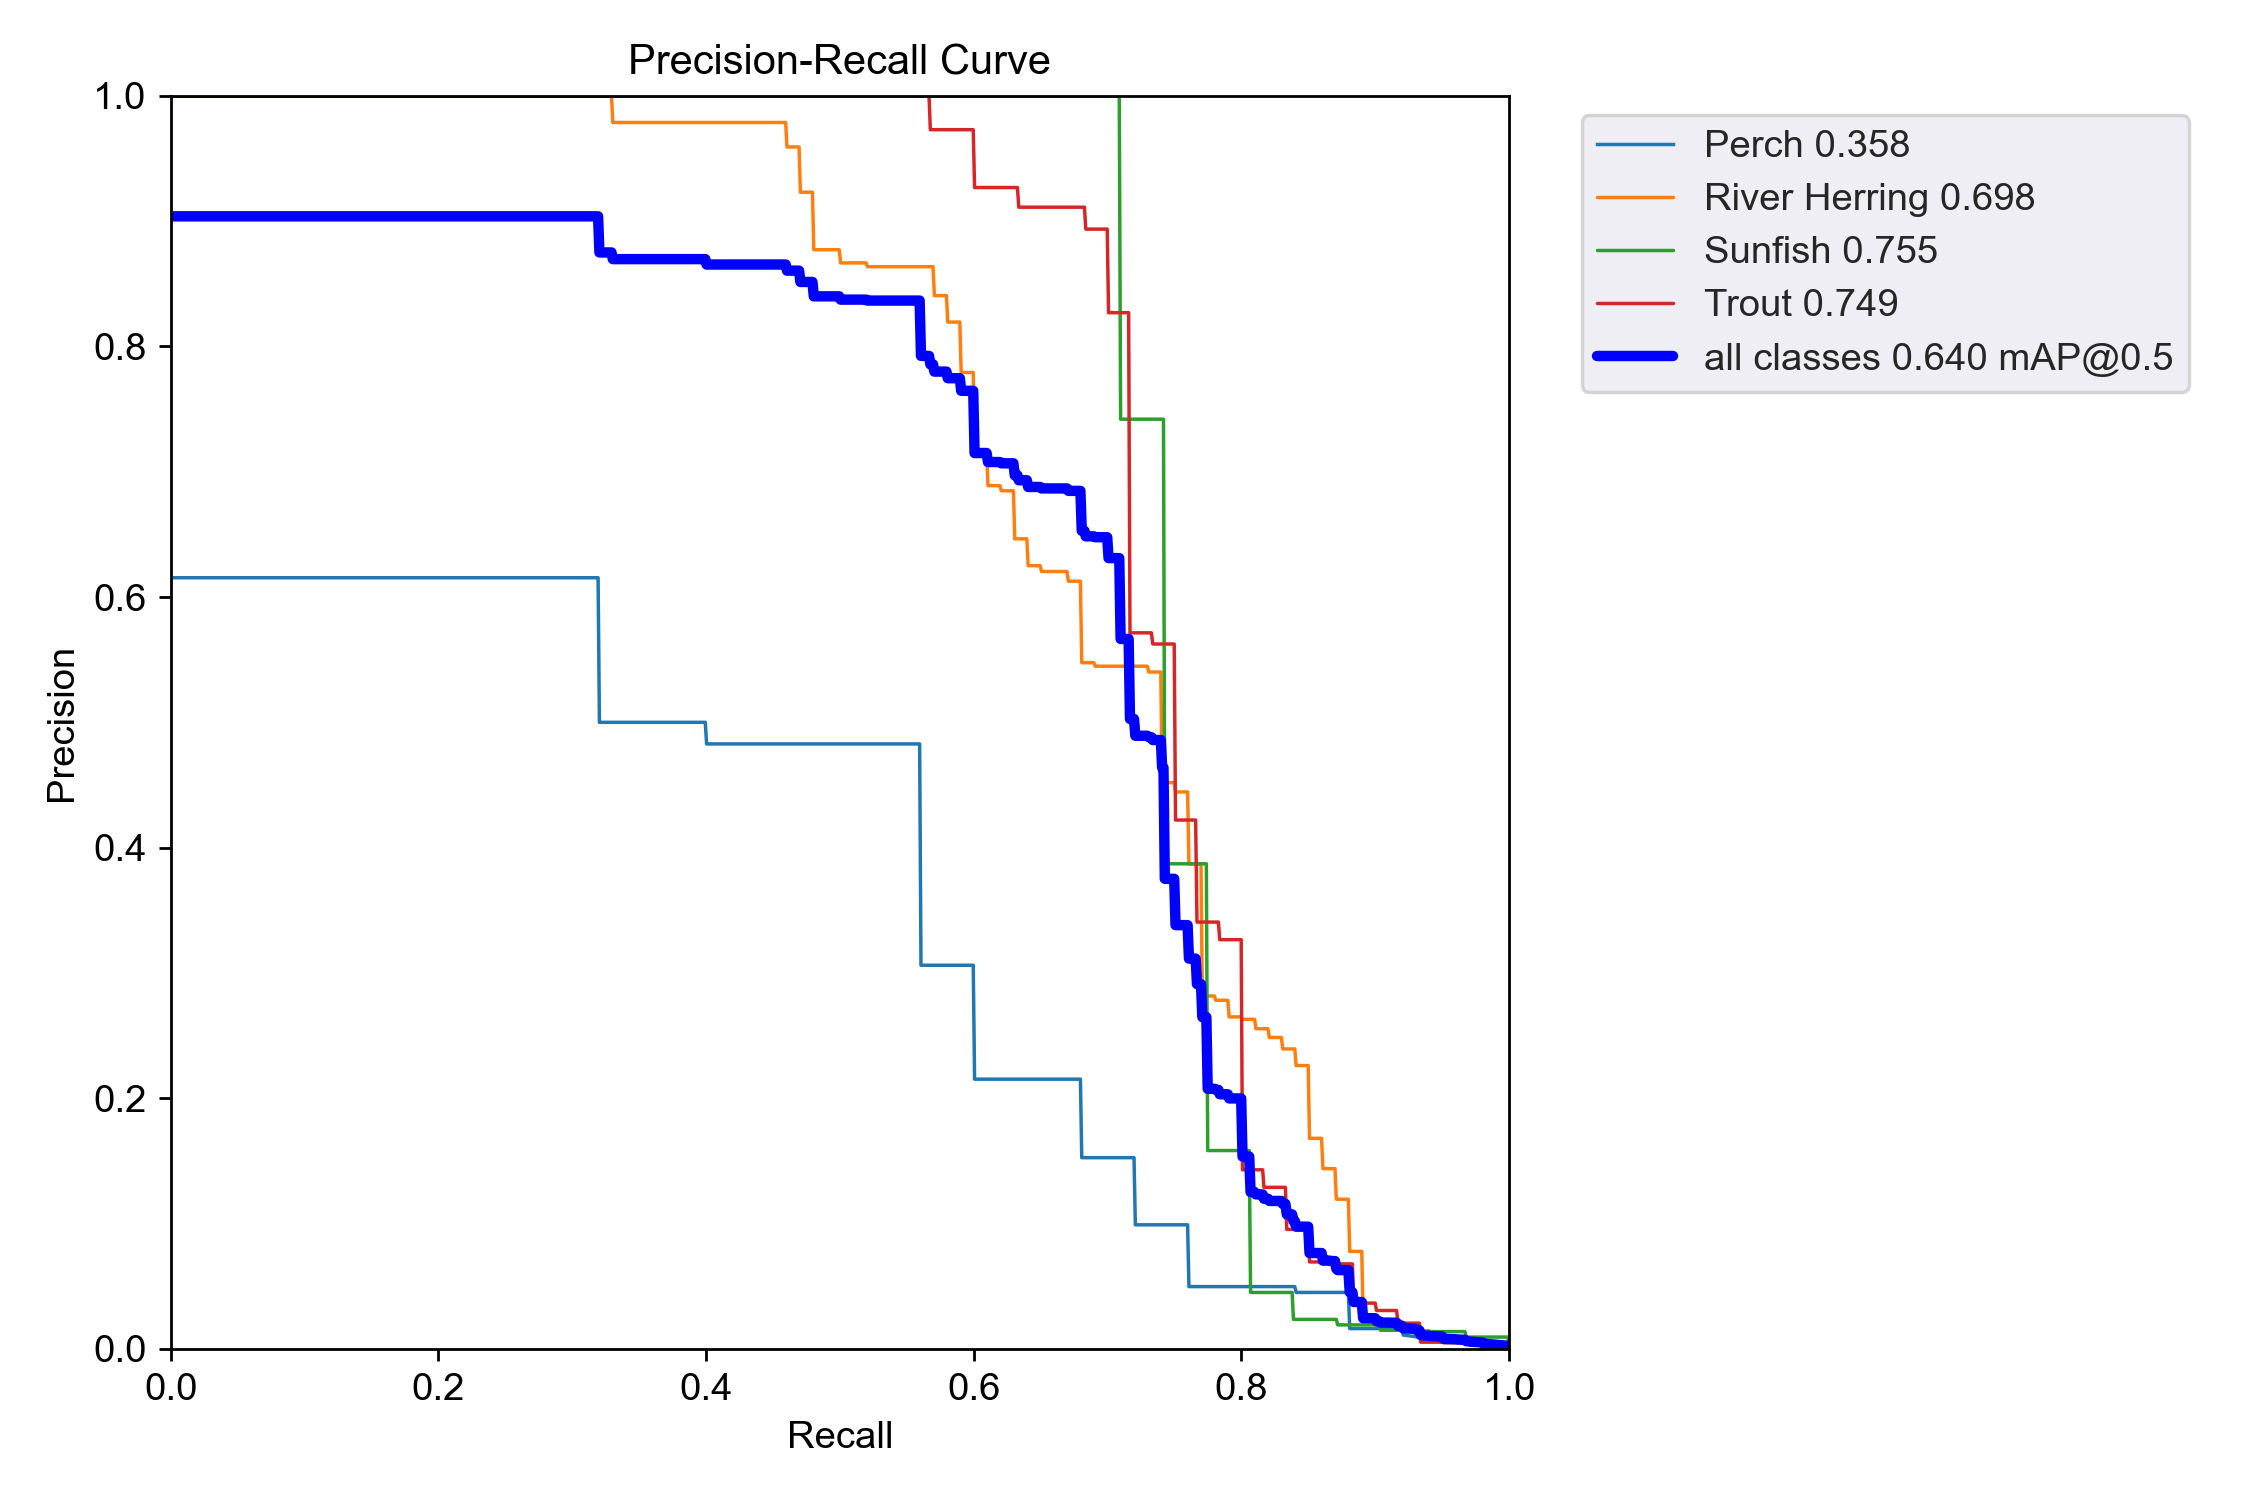 Precision-Recall Curve
1.0
0.8
0.6
0.4
0.2
0.0
Precision
0.0 0.2 0.4 0.6 0.8 1.0
Recall
Perch 0.358
River Herring 0.698
Sunfish 0.755
Trout 0.749
all classes 0.640 mAP@0.5